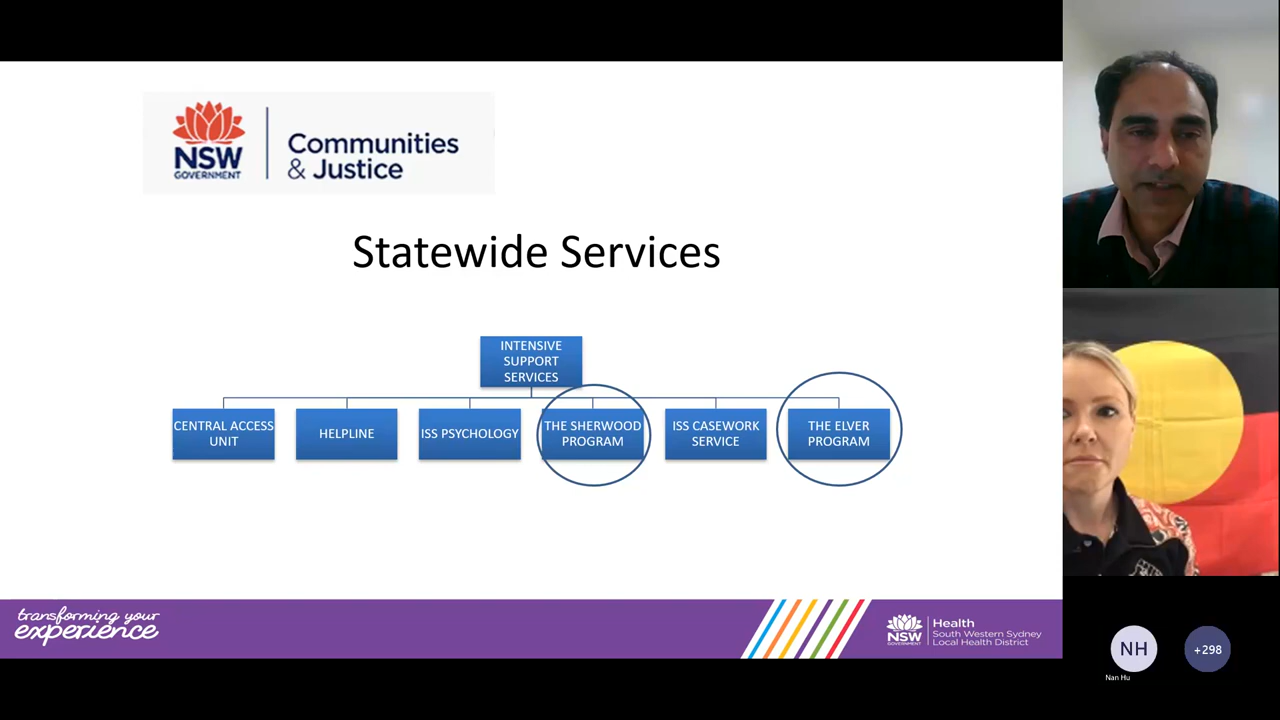 NSW
GOVERNMENT
Communities
& Justice
Statewide Services
INTENSIVE
SUPPORT
SERVICES
CENTRAL ACCESS
UNIT
HELPLINE
ISS PSYCHOLOGY
THE SHERWOOD
PROGRAM
ISS CASEWORK
SERVICE
THE ELVER
PROGRAM
transforming your
experience
NSW
GOVERNMENT
Health
South Western Sydney
Local Health District
NH
Nan Hu
+298